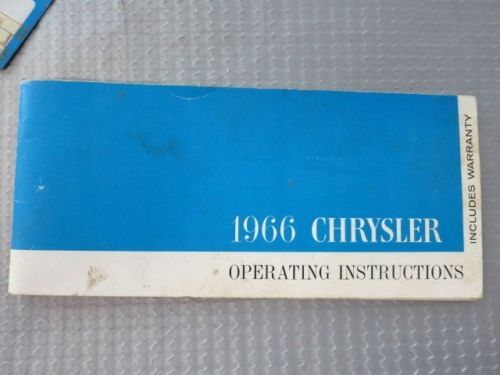 1966 CHRYSLER
OPERATING INSTRUCTIONS
INCLUDES WARRANTY